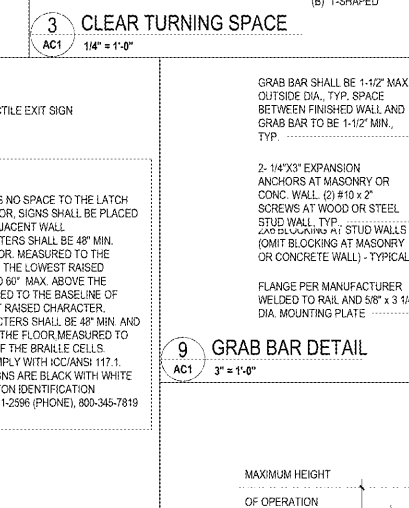 (B) T-SHAPED
3
AC1
CLEAR TURNING SPACE
1/4" = 1'-0"
TILE EXIT SIGN
S NO SPACE TO THE LATCH
OR, SIGNS SHALL BE PLACED
JACENT WALL
TERS SHALL BE 48" MIN.
OR. MEASURED TO THE
THE LOWEST RAISED
60" MAX. ABOVE THE
ED TO THE BASELINE OF
RAISED CHARACTER,
CTERS SHALL BE 48" MIN. AND
THE FLOOR,MEASURED TO
F THE BRAILLE CELLS.
MPLY WITH ICC/ANSI 117.1.
GNS ARE BLACK WITH WHITE
ON IDENTIFICATION
1-2596 (PHONE), 800-345-7819
GRAB BAR SHALL BE 1-1/2" MAX
OUTSIDE DIA., TYP. SPACE
BETWEEN FINISHED WALL AND
GRAB BAR TO BE 1-1/2" MIN.,
TYP.
2- 1/4"X3" EXPANSION
ANCHORS AT MASONRY OR
CONC. WALL. (2) #10 x 2"
SCREWS AT WOOD OR STEEL
STUD WALL, TYP.
2X6 BLOCKING AT STUD WALLS
(OMIT BLOCKING AT MASONRY
OR CONCRETE WALL) - TYPICAL
FLANGE PER MANUFACTURER
WELDED TO RAIL AND 5/8" x 3 1/4
DIA. MOUNTING PLATE
9
AC1
GRAB BAR DETAIL
3" = 1'-0"
MAXIMUM HEIGHT
OF OPERATION